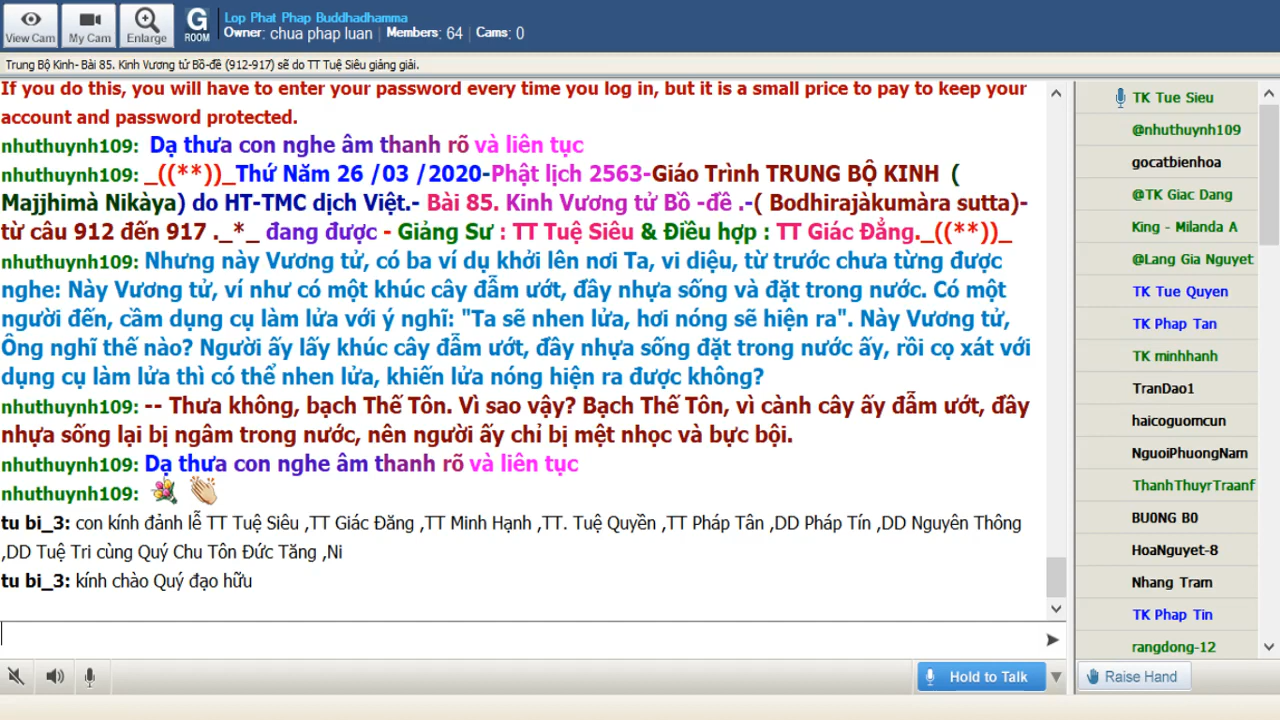 View Cam
My Cam
Enlarge
G
ROOM
Lop Phat Phap Buddhadhamma
Owner: chua phap luan | Members: 64 | Cams: 0
Trung Bộ Kinh- Bài 85. Kinh Vương tử Bồ-đề (912-917) sẽ do TT Tuệ Siêu giảng giải.
If you do this, you will have to enter your password every time you log in, but it is a small price to pay to keep your
account and password protected.
nhuthuynh109: Dạ thưa con nghe âm thanh rõ và liên tục
nhuthuynh109: _((**))_Thứ Năm 26 /03 /2020-Phật lịch 2563-Giáo Trình TRUNG BỘ KINH (
Majjhimà Nikàya) do HT-TMC dịch Việt.- Bài 85. Kinh Vương tử Bồ -đề .-( Bodhirajàkumàra sutta)-
từ câu 912 đến 917 ._*_ đang được - Giảng Sư : TT Tuệ Siêu & Điều hợp : TT Giác Đẳng._((**))_
nhuthuynh109: Nhưng này Vương tử, có ba ví dụ khởi lên nơi Ta, vi diệu, từ trước chưa từng được
nghe: Này Vương tử, ví như có một khúc cây đẫm ướt, đầy nhựa sống và đặt trong nước. Có một
người đến, cầm dụng cụ làm lửa với ý nghĩ: "Ta sẽ nhen lửa, hơi nóng sẽ hiện ra". Này Vương tử,
Ông nghĩ thế nào? Người ấy lấy khúc cây đẫm ướt, đầy nhựa sống đặt trong nước ấy, rồi cọ xát với
dụng cụ làm lửa thì có thể nhen lửa, khiến lửa nóng hiện ra được không?
nhuthuynh109: -- Thưa không, bạch Thế Tôn. Vì sao vậy? Bạch Thế Tôn, vì cành cây ấy đẫm ướt, đầy
nhựa sống lại bị ngâm trong nước, nên người ấy chỉ bị mệt nhọc và bực bội.
nhuthuynh109: Dạ thưa con nghe âm thanh rõ và liên tục
nhuthuynh109:
tu bi_3: con kính đảnh lễ TT Tuệ Siêu ,TT Giác Đăng ,TT Minh Hạnh ,TT. Tuệ Quyền ,TT Pháp Tân ,DD Pháp Tín ,DD Nguyên Thông
,DD Tuệ Tri cùng Quý Chu Tôn Đức Tăng ,Ni
tu bi_3: kính chào Quý đạo hữu
Hold to Talk
TK Tue Sieu
@nhuthuynh109
gocatbienhoa
@TK Giac Dang
King - Milanda A
@Lang Gia Nguyet
TK Tue Quyen
TK Phap Tan
TK minhhanh
TranDao1
haicoguomcun
NguoiPhuongNam
ThanhThuyrTraanf
BU0NG B0
HoaNguyet-8
Nhang Tram
TK Phap Tin
rangdong-12
Raise Hand